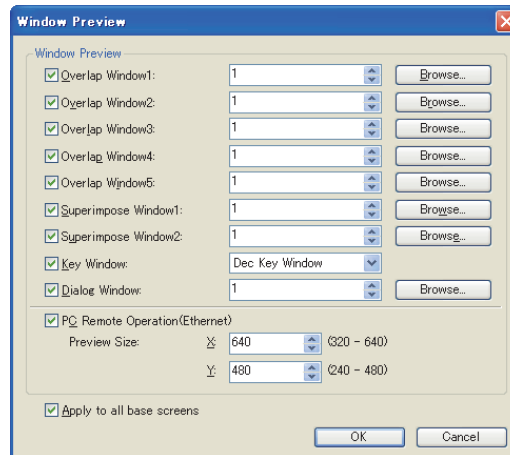 Window Preview
Window Preview
Overlap Window1: 1 Browse...
Overlap Window2: 1 Browse...
Overlap Window3: 1 Browse...
Overlap Window4: 1 Browse...
Overlap Window5: 1 Browse...
Superimpose Window1: 1 Browse...
Superimpose Window2: 1 Browse...
Key Window: Dec Key Window
Dialog Window: 1 Browse...
PC Remote Operation(Ethernet)
Preview Size: X: 640 (320 - 640)
Y: 480 (240 - 480)
Apply to all base screens
OK Cancel